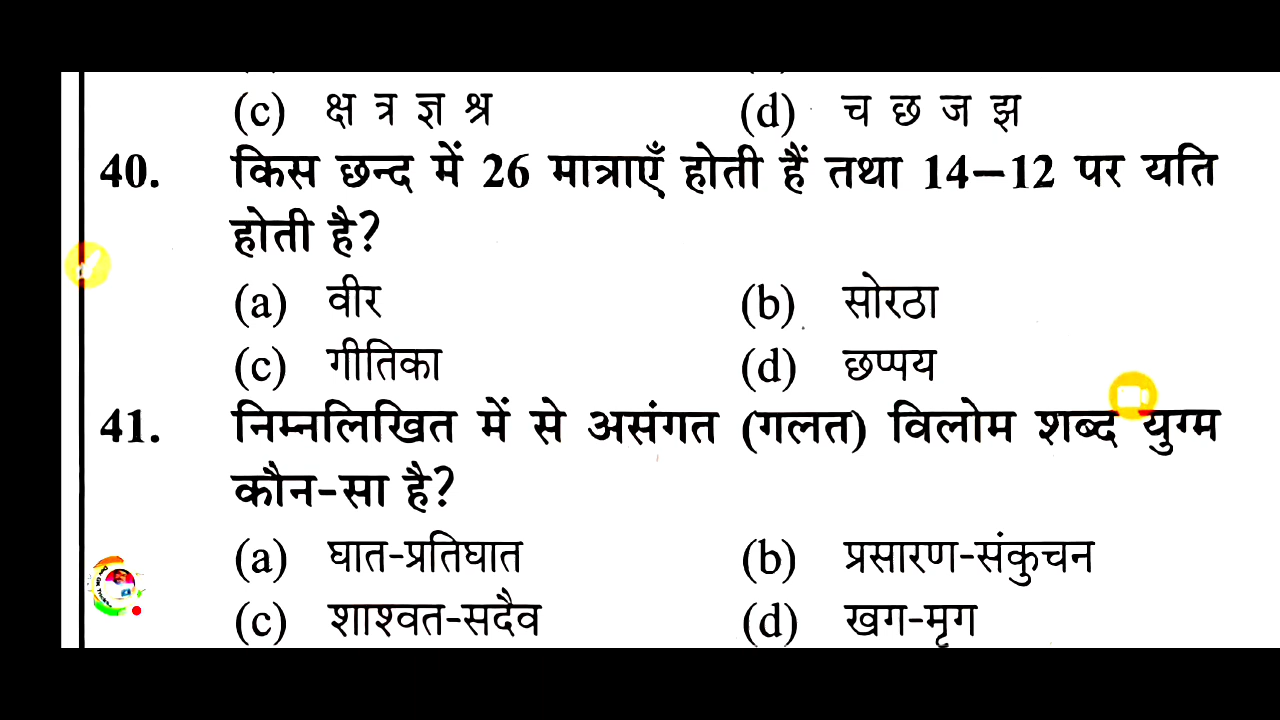 (c) क्ष त्र ज्ञ श्र (d) च छ ज झ
40. किस छन्द में 26 मात्राएँ होती हैं तथा 14–12 पर यति
होती है?
(a) वीर (b) सोरठा
(c) गीतिका (d) छप्पय
41. निम्नलिखित में से असंगत (गलत) विलोम शब्द युग्म
कौन-सा है?
(a) घात-प्रतिघात (b) प्रसारण-संकुचन
(c) शाश्वत-सदैव (d) खग-मृग